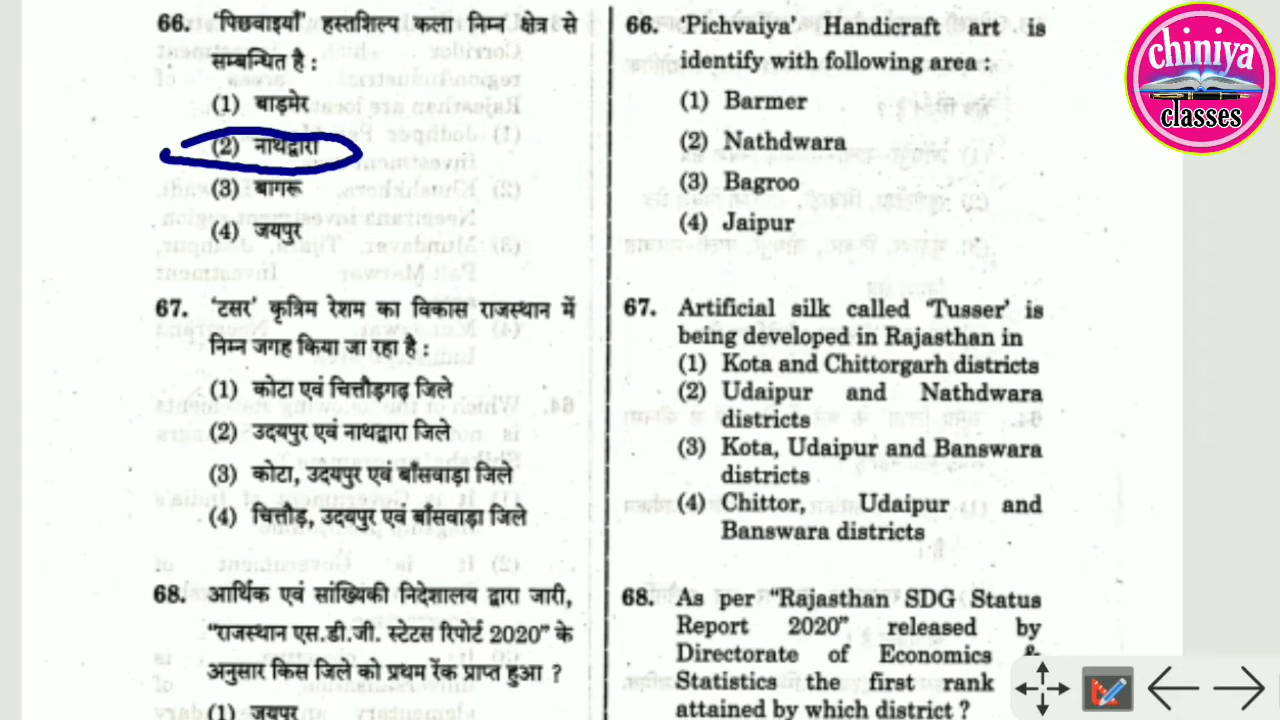 66. 'पिछवाइयाँ' हस्तशिल्प कला निम्न क्षेत्र से
सम्बन्धित है :
(1) बाड़मेर
(2) नाथद्वारा
(3) बागरू
(4) जयपुर
67. 'टसर' कृत्रिम रेशम का विकास राजस्थान में
निम्न जगह किया जा रहा है :
(1) कोटा एवं चित्तौड़गढ़ जिले
(2) उदयपुर एवं नाथद्वारा जिले
(3) कोटा, उदयपुर एवं बाँसवाड़ा जिले
(4) चित्तौड़, उदयपुर एवं बाँसवाड़ा जिले
68. आर्थिक एवं सांख्यिकी निदेशालय द्वारा जारी,
"राजस्थान एस.डी.जी. स्टेटस रिपोर्ट 2020" के
अनुसार किस जिले को प्रथम रेंक प्राप्त हुआ ?
(1) जयपुर
66. 'Pichvaiya' Handicraft art is
identify with following area :
(1) Barmer
(2) Nathdwara
(3) Bagroo
(4) Jaipur
67. Artificial silk called 'Tusser' is
being developed in Rajasthan in
(1) Kota and Chittorgarh districts
(2) Udaipur and Nathdwara
districts
(3) Kota, Udaipur and Banswara
districts
(4) Chittor, Udaipur and
Banswara districts
68. As per "Rajasthan SDG Status
Report 2020" released by
Directorate of Economics &
Statistics the first rank
attained by which district ?
chiniya
classes